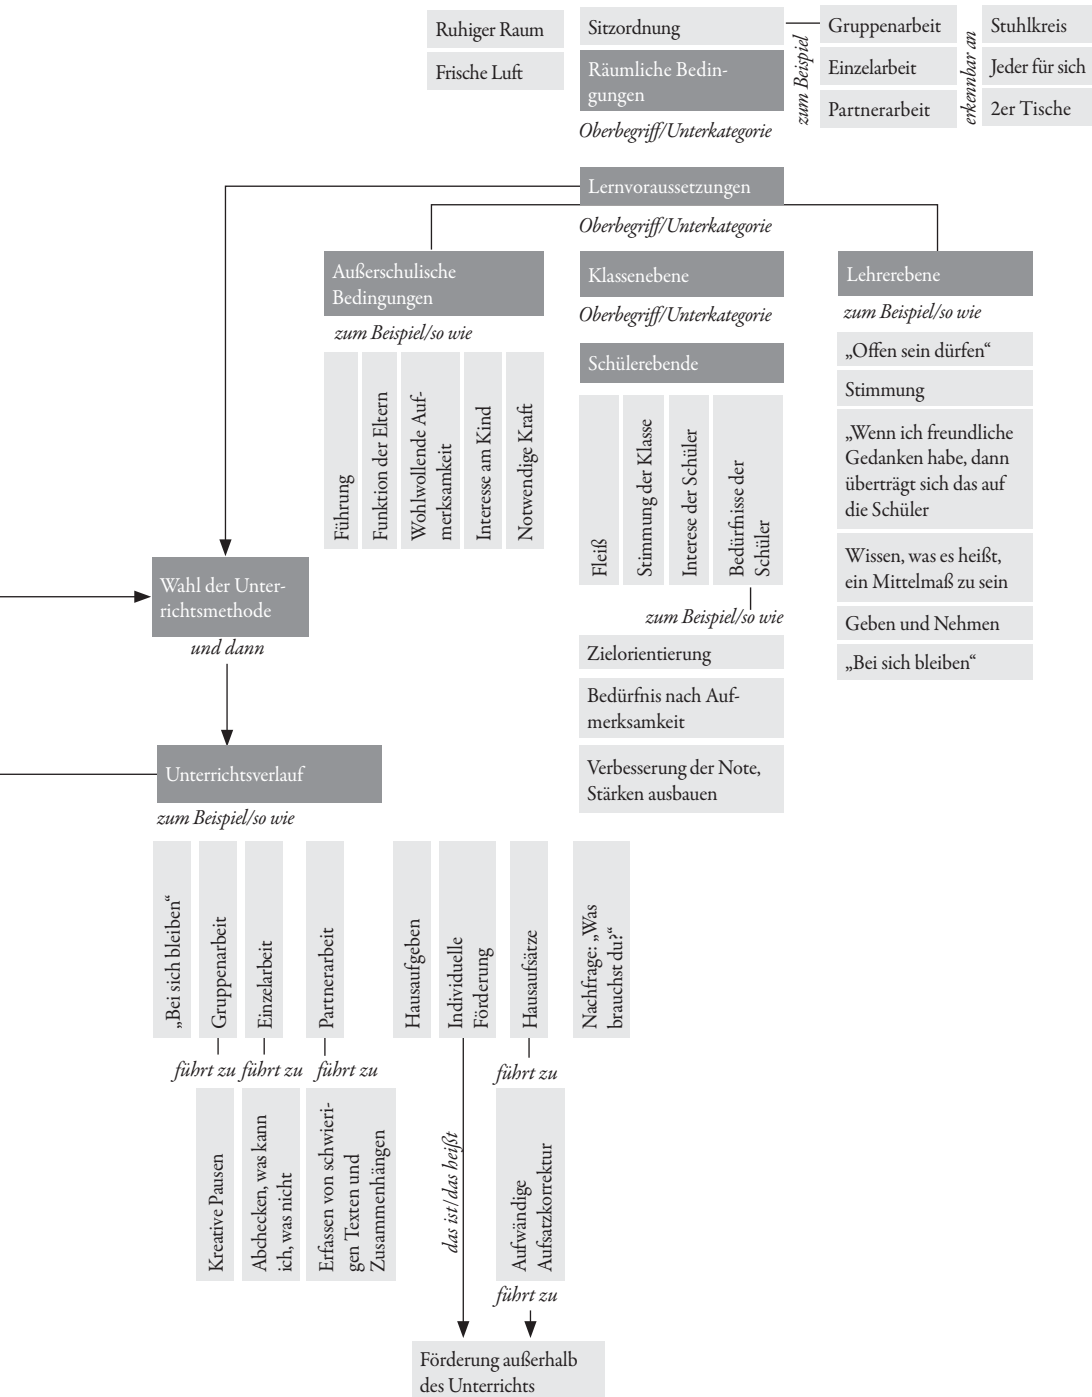 Ruhiger Raum
Frische Luft
Sitzordnung
Räumliche Bedin-
gungen
Oberbegriff/Unterkategorie
zum Beispiel
Gruppenarbeit
Einzelarbeit
Partnerarbeit
erkennbar an
Stuhlkreis
Jeder für sich
2er Tische
Lernvoraussetzungen
Oberbegriff/Unterkategorie
Außerschulische
Bedingungen
zum Beispiel/so wie
Führung
Funktion der Eltern
Wohlwollende Auf-
merksamkeit
Interesse am Kind
Notwendige Kraft
Klassenebene
Oberbegriff/Unterkategorie
Schülerebende
Fleiß
Stimmung der Klasse
Interese der Schüler
Bedürfnisse der
Schüler
zum Beispiel/so wie
Zielorientierung
Bedürfnis nach Auf-
merksamkeit
Verbesserung der Note,
Stärken ausbauen
Lehrerebene
zum Beispiel/so wie
„Offen sein dürfen“
Stimmung
„Wenn ich freundliche
Gedanken habe, dann
überträgt sich das auf
die Schüler
Wissen, was es heißt,
ein Mittelmaß zu sein
Geben und Nehmen
„Bei sich bleiben“
Wahl der Unter-
richtsmethode
und dann
Unterrichtsverlauf
zum Beispiel/so wie
„Bei sich bleiben“
Gruppenarbeit
Einzelarbeit
Partnerarbeit
Hausaufgeben
Individuelle
Förderung
Hausaufsätze
Nachfrage: „Was
brauchst du?“
führt zu
führt zu
führt zu
führt zu
Kreative Pausen
Abchecken, was kann
ich, was nicht
Erfassen von schwieri-
gen Texten und
Zusammenhängen
das ist/das heißt
Aufwändige
Aufsatzkorrektur
führt zu
Förderung außerhalb
des Unterrichts